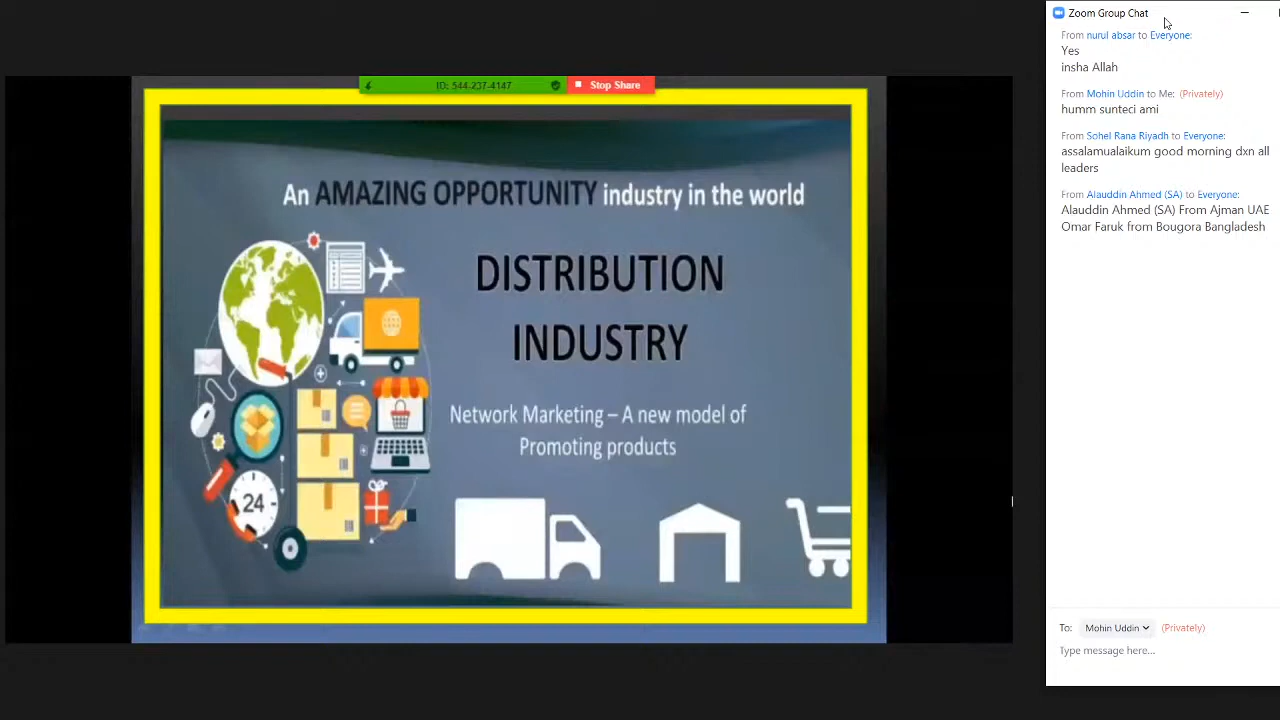 ID: 544-237-4147
Stop Share
An AMAZING OPPORTUNITY industry in the world
DISTRIBUTION
INDUSTRY
Network Marketing – A new model of
Promoting products
24
Zoom Group Chat
From nurul absar to Everyone:
Yes
insha Allah
From Mohin Uddin to Me: (Privately)
humm sunteci ami
From Sohel Rana Riyadh to Everyone:
assalamualaikum good morning dxn all
leaders
From Alauddin Ahmed (SA) to Everyone:
Alauddin Ahmed (SA) From Ajman UAE
Omar Faruk from Bougora Bangladesh
To: Mohin Uddin (Privately)
Type message here...